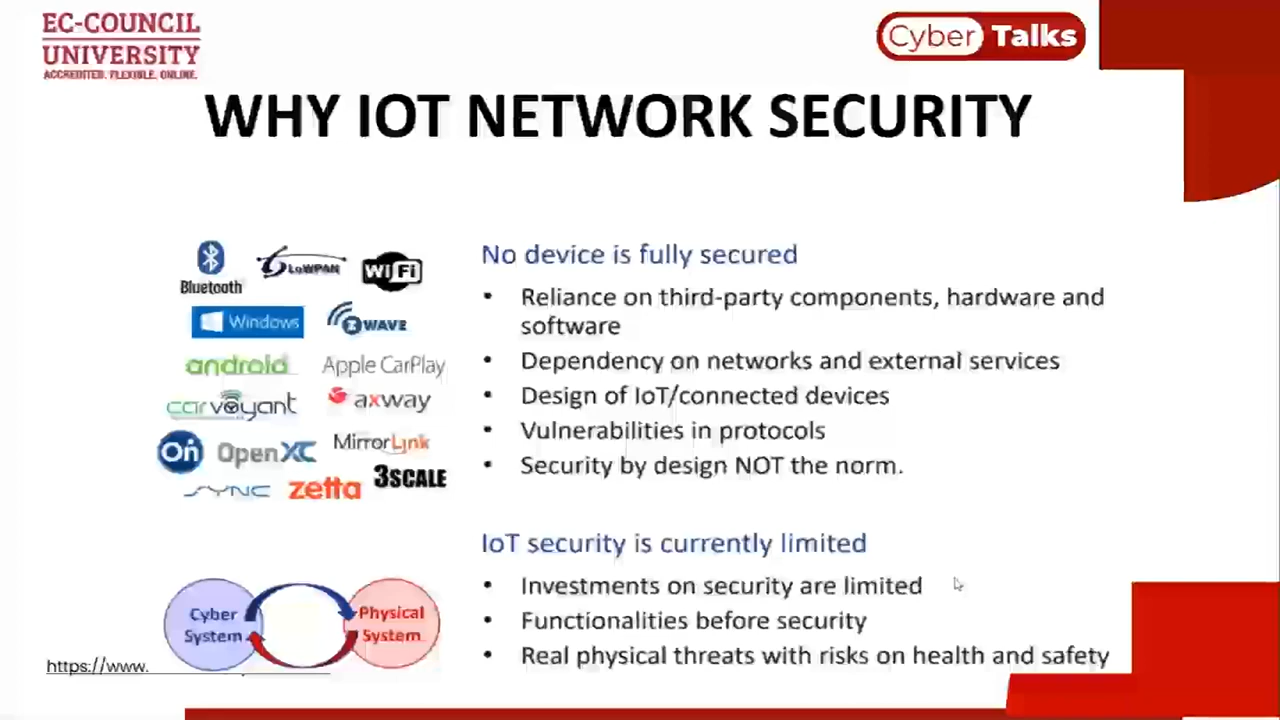 EC-COUNCIL
UNIVERSITY
ACCREDITED. FLEXIBLE. ONLINE.
Cyber Talks
WHY IOT NETWORK SECURITY
Bluetooth
6LoWPAN
WiFi
Windows
Z WAVE
android
Apple CarPlay
carvoyant
axway
On
OpenXC
MirrorLink
SYNC
zetta
3SCALE
No device is fully secured
• Reliance on third-party components, hardware and
software
• Dependency on networks and external services
• Design of IoT/connected devices
• Vulnerabilities in protocols
• Security by design NOT the norm.
IoT security is currently limited
• Investments on security are limited
• Functionalities before security
• Real physical threats with risks on health and safety
Cyber
System
Physical
System
https://www.